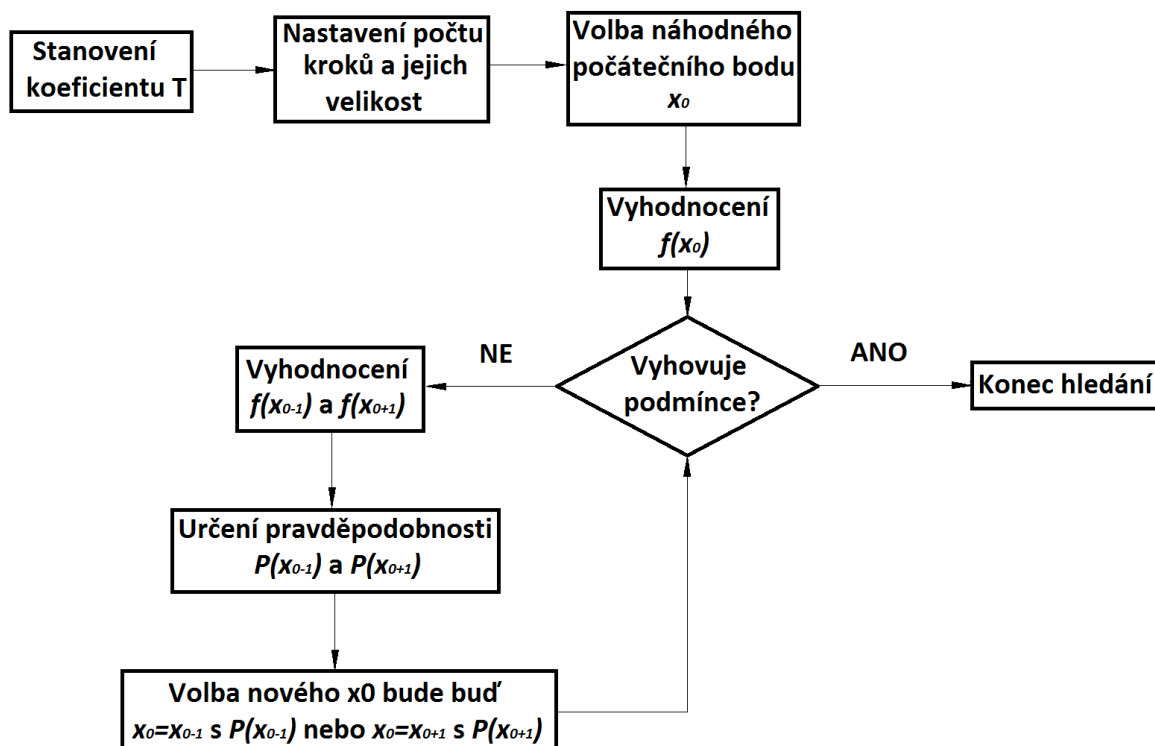 Stanovení
koeficientu T
Nastavení počtu
kroků a jejich
velikost
Volba náhodného
počátečního bodu
x₀
Vyhodnocení
f(x₀)
Vyhovuje
podmínce?
NE
ANO
Konec hledání
Vyhodnocení
f(x₀₋₁) a f(x₀₊₁)
Určení pravděpodobnosti
P(x₀₋₁) a P(x₀₊₁)
Volba nového x0 bude buď
x₀=x₀₋₁ s P(x₀₋₁) nebo x₀=x₀₊₁ s P(x₀₊₁)